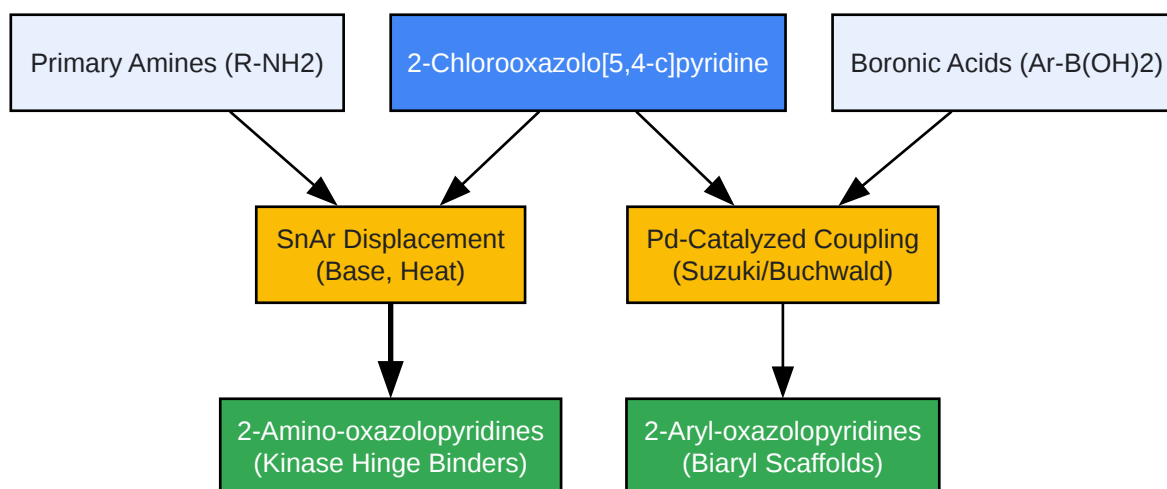 Primary Amines (R-NH2)
2-Chlorooxazolo[5,4-c]pyridine
Boronic Acids (Ar-B(OH)2)
SnAr Displacement
(Base, Heat)
Pd-Catalyzed Coupling
(Suzuki/Buchwald)
2-Amino-oxazolopyridines
(Kinase Hinge Binders)
2-Aryl-oxazolopyridines
(Biaryl Scaffolds)